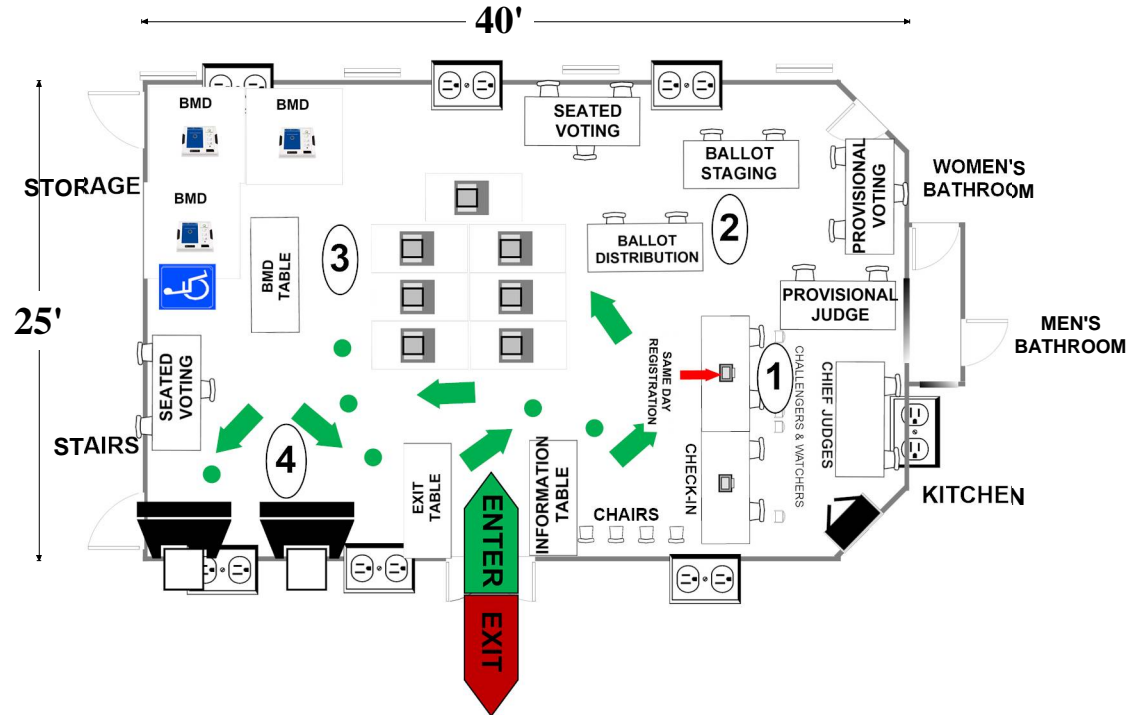 40'
BMD
BMD
SEATED
VOTING
BALLOT
STAGING
PROVISIONAL
VOTING
WOMEN'S
BATHROOM
STORAGE
BMD
2
3
BALLOT
DISTRIBUTION
BMD
TABLE
PROVISIONAL
JUDGE
25'
MEN'S
BATHROOM
SAME DAY
REGISTRATION
1
CHALLENGERS & WATCHERS
CHIEF JUDGES
SEATED
VOTING
STAIRS
4
EXIT
TABLE
ENTER
INFORMATION
TABLE
CHAIRS
CHECK-IN
KITCHEN
EXIT